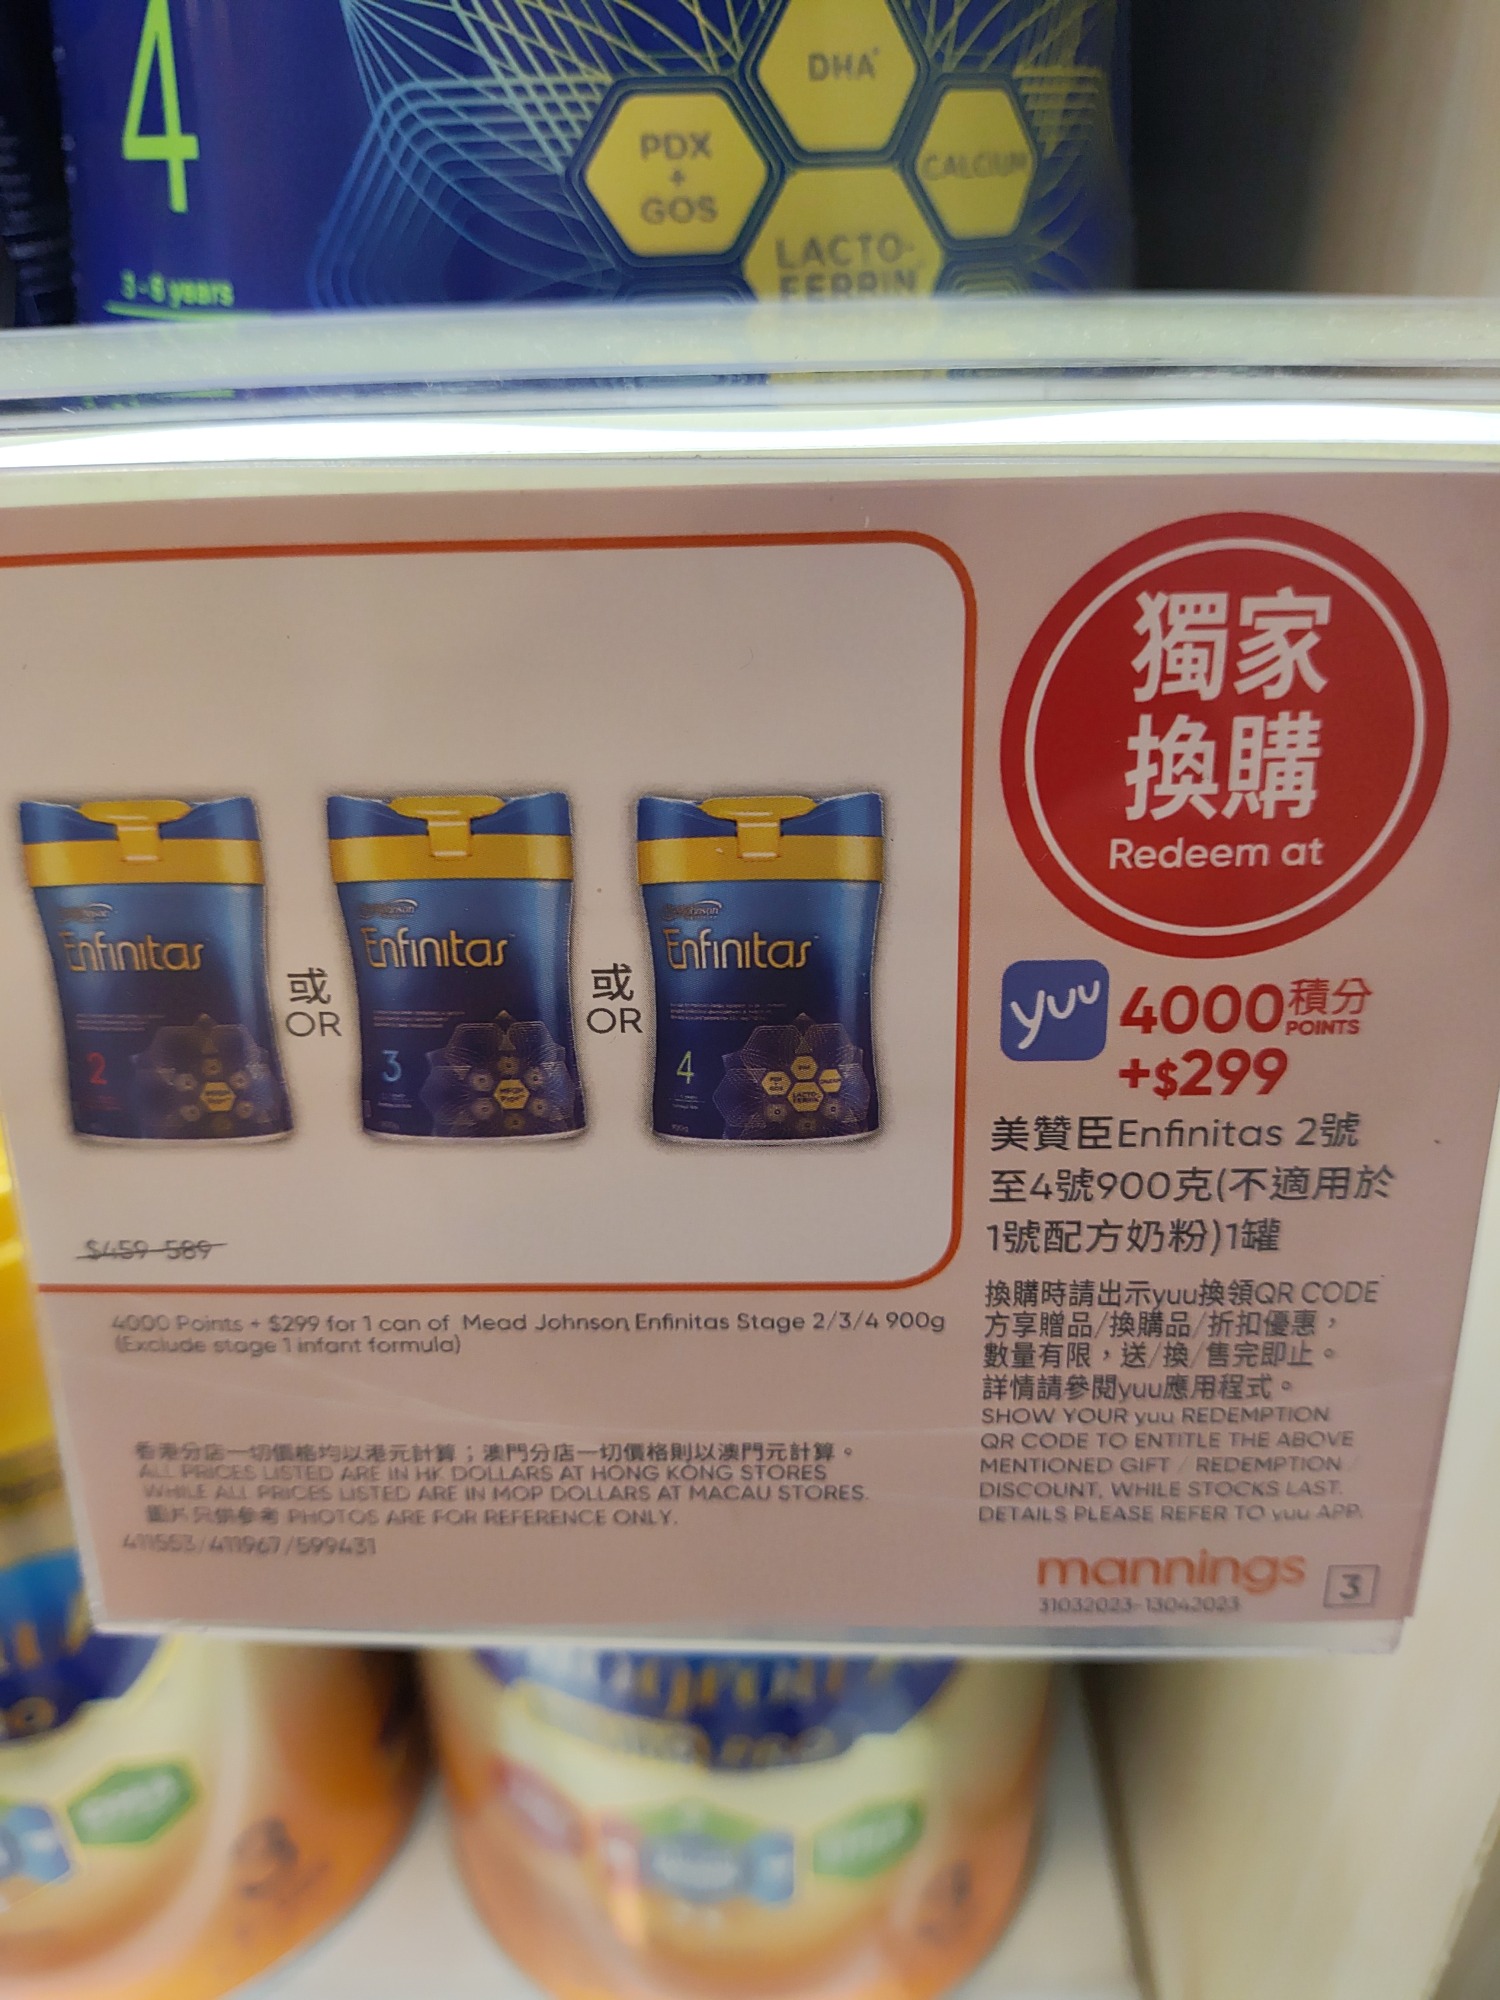 4
3-6 years
DHA
PDX
+
GOS
CALCIUM
LACTO-
FERRIN
獨家
換購
Redeem at
yuu 4000積分
POINTS
+$299
美贊臣Enfinitas 2號
至4號900克(不適用於
1號配方奶粉)1罐
換購時請出示yuu換領QR CODE
方享贈品/換購品/折扣優惠，
數量有限，送/換/售完即止。
詳情請參閱yuu應用程式。
SHOW YOUR yuu REDEMPTION
QR CODE TO ENTITLE THE ABOVE
MENTIONED GIFT / REDEMPTION /
DISCOUNT, WHILE STOCKS LAST.
DETAILS PLEASE REFER TO yuu APP.
mannings 3
31032023-13042023
Enfinitas
2
或
OR
Enfinitas
3
或
OR
Enfinitas
4
$459-589
4000 Points + $299 for 1 can of Mead Johnson Enfinitas Stage 2/3/4 900g
(Exclude stage 1 infant formula)
香港分店一切價格均以港元計算；澳門分店一切價格則以澳門元計算。
ALL PRICES LISTED ARE IN HK DOLLARS AT HONG KONG STORES
WHILE ALL PRICES LISTED ARE IN MOP DOLLARS AT MACAU STORES.
圖片只供參考 PHOTOS ARE FOR REFERENCE ONLY.
411553/411967/599431